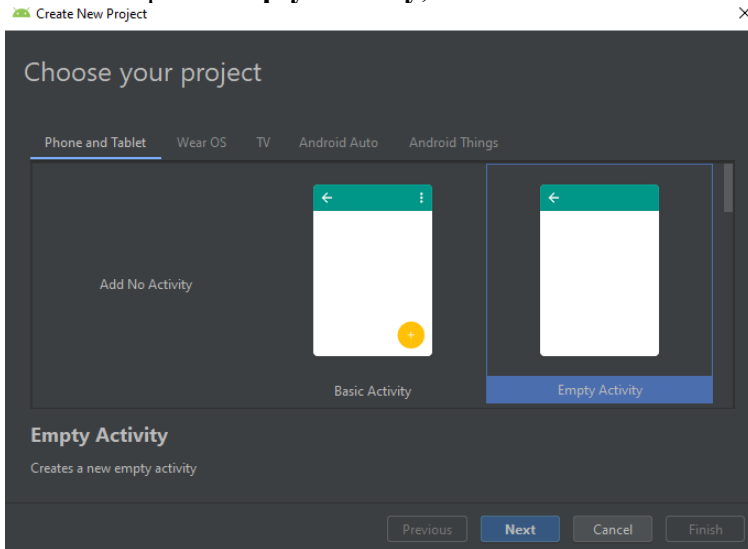 Create New Project
Choose your project
Phone and Tablet Wear OS TV Android Auto Android Things
Add No Activity
Basic Activity Empty Activity
Empty Activity
Creates a new empty activity
Previous Next Cancel Finish